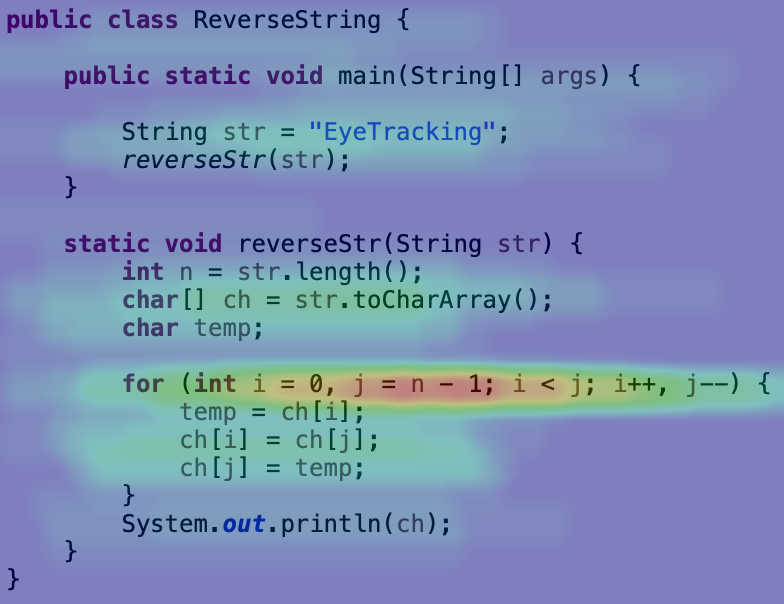 public class ReverseString {
public static void main(String[] args) {
String str = "EyeTracking";
reverseStr(str);
}
static void reverseStr(String str) {
int n = str.length();
char[] ch = str.toCharArray();
char temp;
for (int i = 0, j = n - 1; i < j; i++, j--) {
temp = ch[i];
ch[i] = ch[j];
ch[j] = temp;
}
System.out.println(ch);
}
}